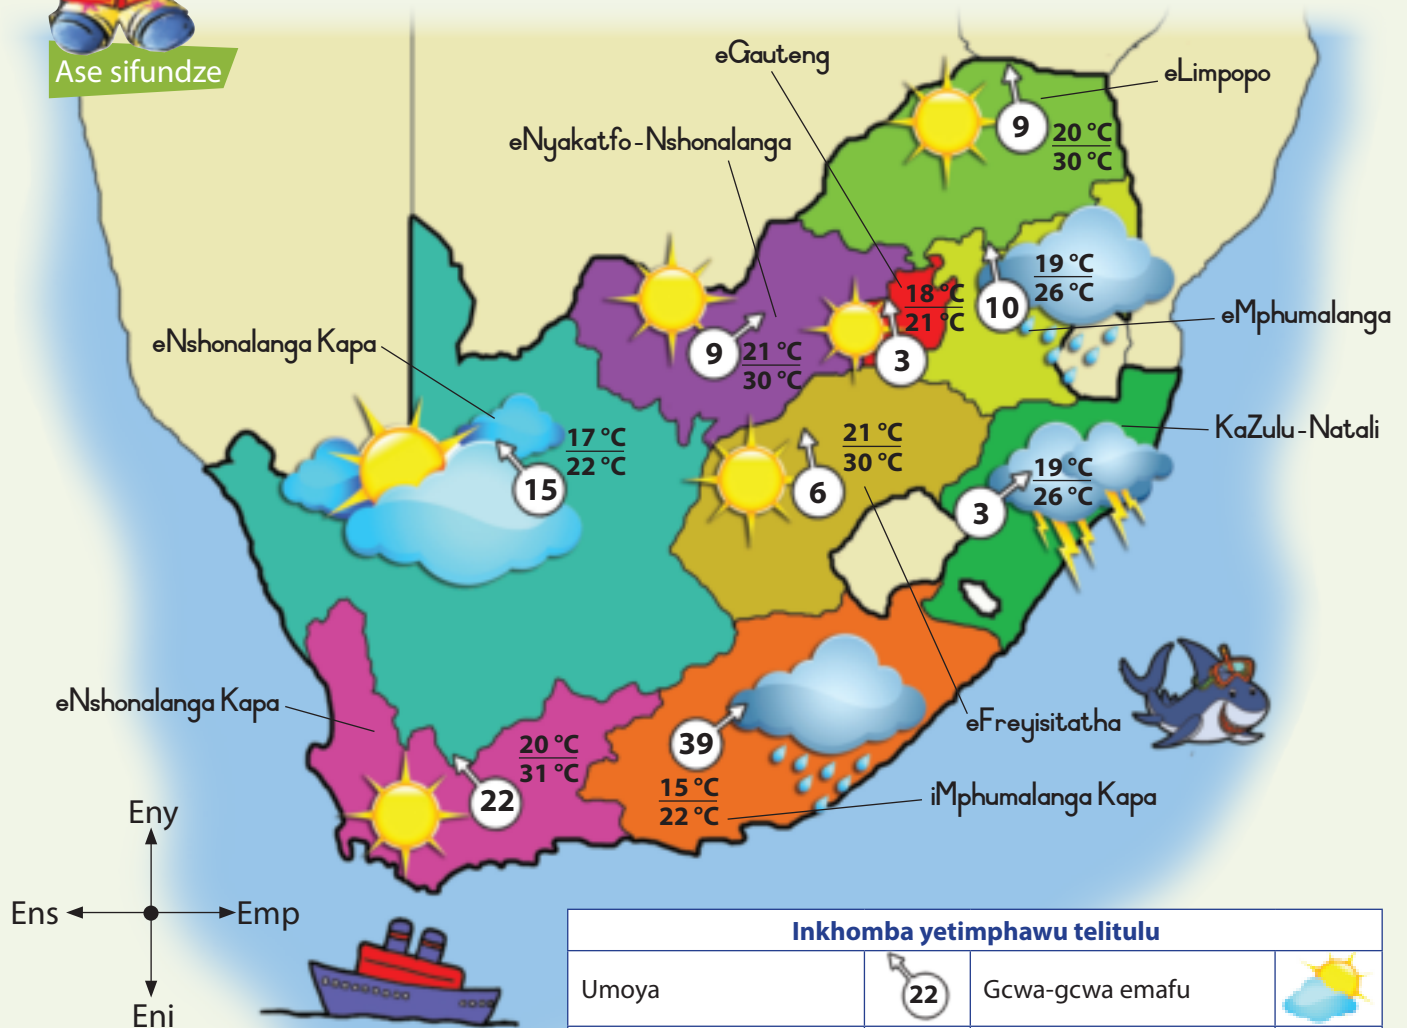 Ase sifundze
eGauteng
eLimpopo
eNyakatfo-Nshonalanga
9
20 °C
30 °C
19 °C
26 °C
18 °C
21 °C
10
eMphumalanga
eNshonalanga Kapa
9
21 °C
30 °C
3
KaZulu-Natali
17 °C
22 °C
21 °C
30 °C
15
6
19 °C
26 °C
3
eNshonalanga Kapa
eFreyisitatha
39
20 °C
31 °C
15 °C
22 °C
22
iMphumalanga Kapa
Eny
Ens
Emp
Eni
Inkhomba yetimphawu telitulu
Umoya
22
Gcwa-gcwa emafu